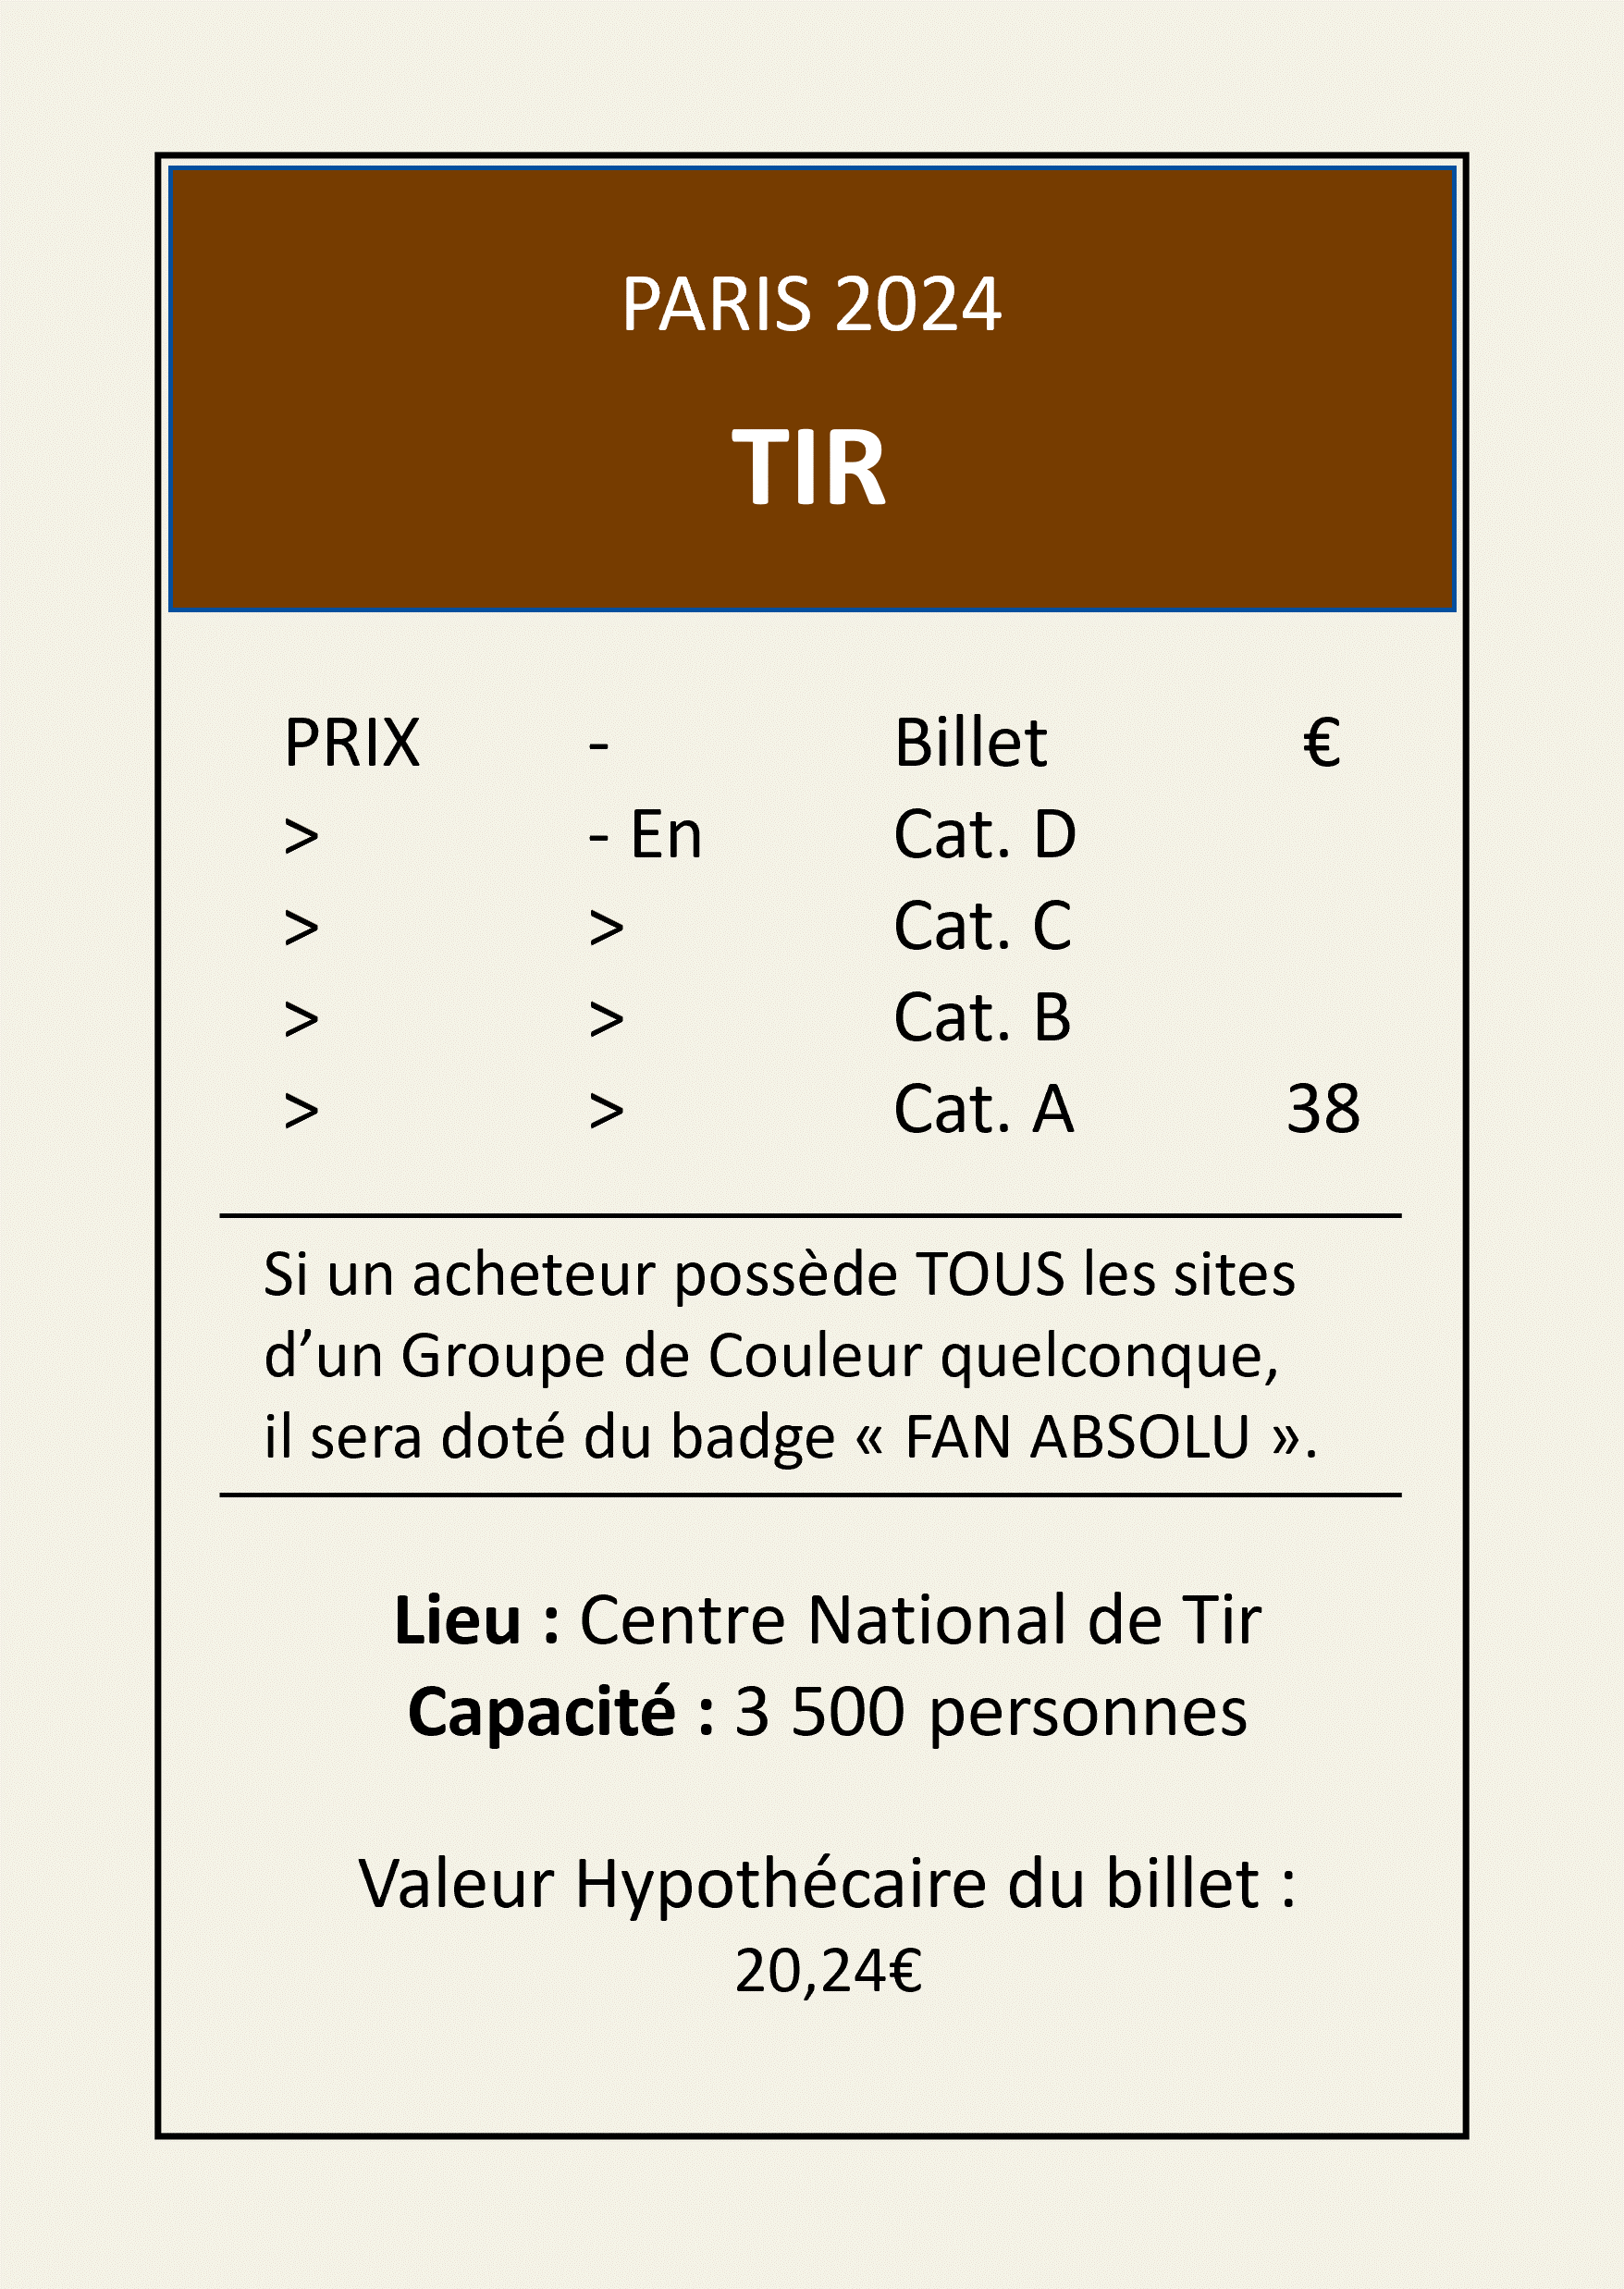 PARIS 2024
TIR
PRIX - Billet €
> - En Cat. D
> > Cat. C
> > Cat. B
> > Cat. A 38
Si un acheteur possède TOUS les sites
d’un Groupe de Couleur quelconque,
il sera doté du badge « FAN ABSOLU ».
Lieu : Centre National de Tir
Capacité : 3 500 personnes
Valeur Hypothécaire du billet :
20,24€